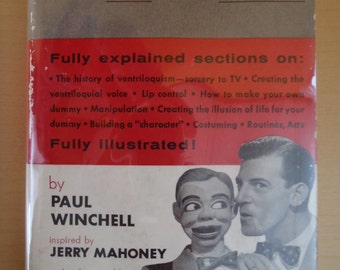 Fully explained sections on:
• The history of ventriloquism—sorcery to TV • Creating the
ventriloquial voice • Lip control • How to make your own
dummy • Manipulation • Creating the illusion of life for your
dummy • Building a "character" • Costuming • Routines, Acts
Fully illustrated!
by
PAUL
WINCHELL
inspired by
JERRY MAHONEY